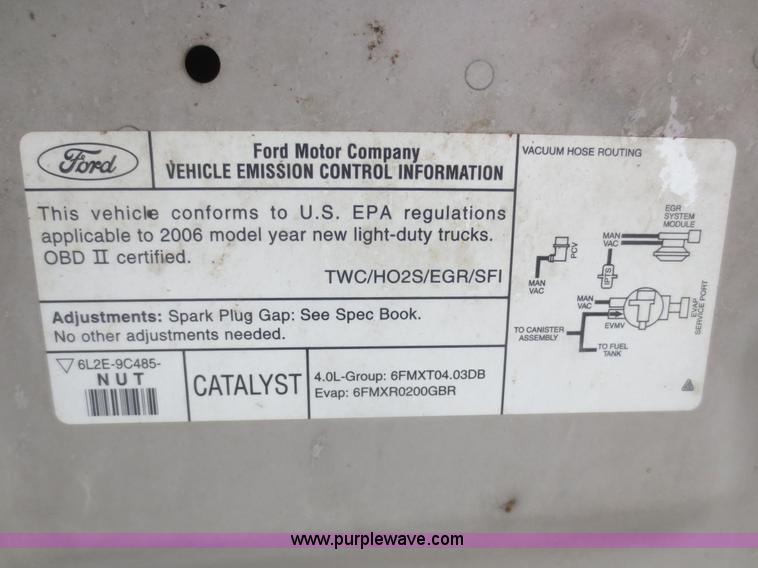 Ford
Ford Motor Company
VEHICLE EMISSION CONTROL INFORMATION
This vehicle conforms to U.S. EPA regulations
applicable to 2006 model year new light-duty trucks.
OBD II certified.
TWC/HO2S/EGR/SFI
Adjustments: Spark Plug Gap: See Spec Book.
No other adjustments needed.
6L2E-9C485-
NUT
CATALYST
4.0L-Group: 6FMXT04.03DB
Evap: 6FMXR0200GBR
VACUUM HOSE ROUTING
EGR
SYSTEM
MODULE
MAN
VAC
PCV
MAN
VAC
IPTS
MAN
VAC
EVAP
SERVICE PORT
EVMV
TO CANISTER
ASSEMBLY
TO FUEL
TANK
www.purplewave.com